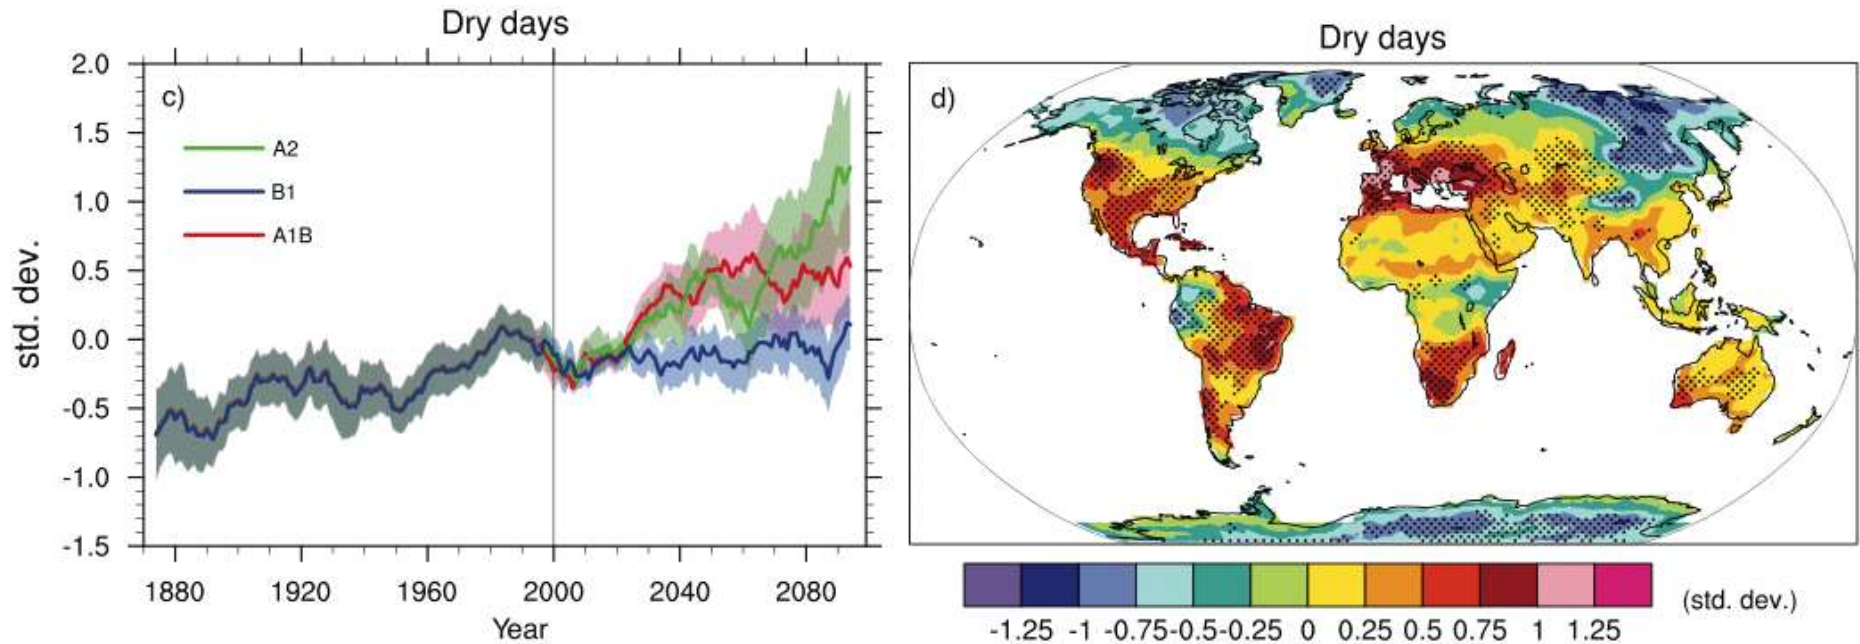 Dry days
c)
2.0
1.5
1.0
0.5
0.0
-0.5
-1.0
-1.5
std. dev.
A2
B1
A1B
1880 1920 1960 2000 2040 2080
Year
Dry days
d)
-1.25 -1 -0.75 -0.5 -0.25 0 0.25 0.5 0.75 1 1.25
(std. dev.)